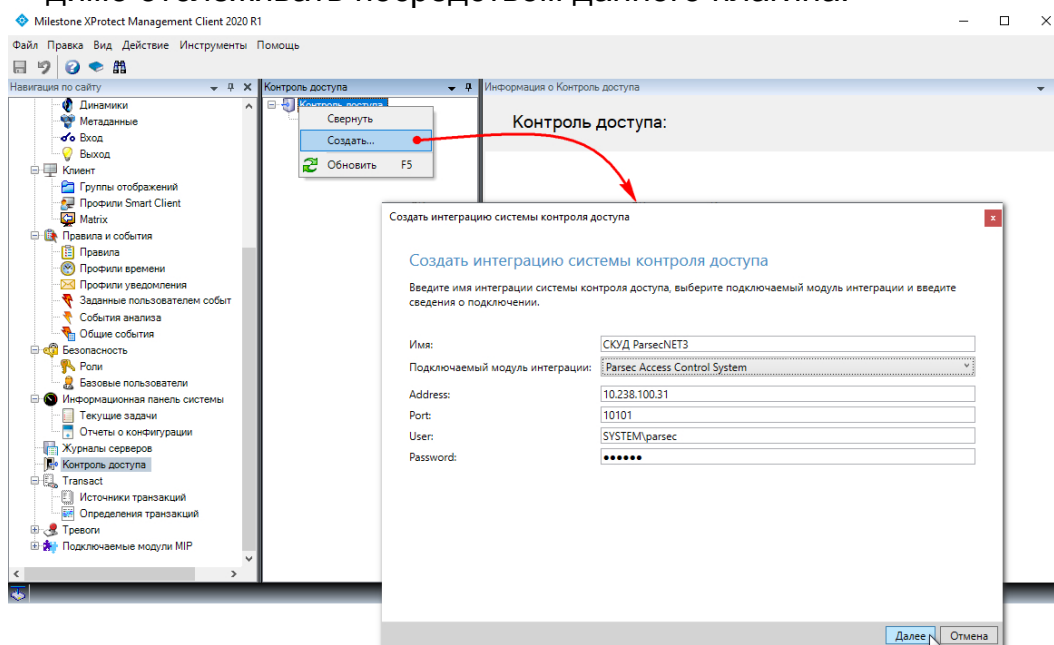 Milestone XProtect Management Client 2020 R1
Файл Правка Вид Действие Инструменты Помощь
Навигация по сайту
Динамики
Метаданные
Вход
Выход
Клиент
Группы отображений
Профили Smart Client
Matrix
Правила и события
Правила
Профили времени
Профили уведомления
Заданные пользователем событ
События анализа
Общие события
Безопасность
Роли
Базовые пользователи
Информационная панель системы
Текущие задачи
Отчеты о конфигурации
Журналы серверов
Контроль доступа
Transact
Источники транзакций
Определения транзакций
Тревоги
Подключаемые модули MIP
Контроль доступа
Контроль доступа
Свернуть
Создать...
Обновить F5
Информация о Контроль доступа
Контроль доступа:
Создать интеграцию системы контроля доступа
Создать интеграцию системы контроля доступа
Введите имя интеграции системы контроля доступа, выберите подключаемый модуль интеграции и введите
сведения о подключении.
Имя: СКУД ParsecNET3
Подключаемый модуль интеграции: Parsec Access Control System
Address: 10.238.100.31
Port: 10101
User: SYSTEM\parsec
Password: ●●●●●●
Далее Отмена